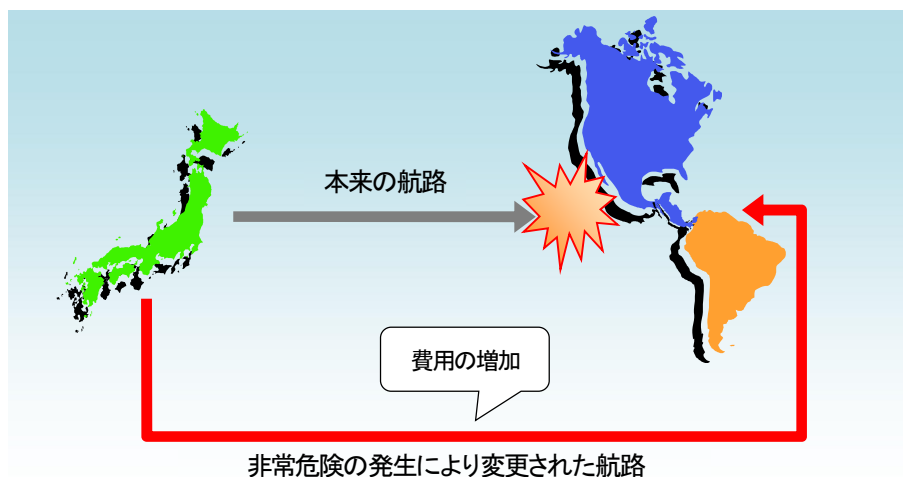 本来の航路
費用の増加
非常危険の発生により変更された航路